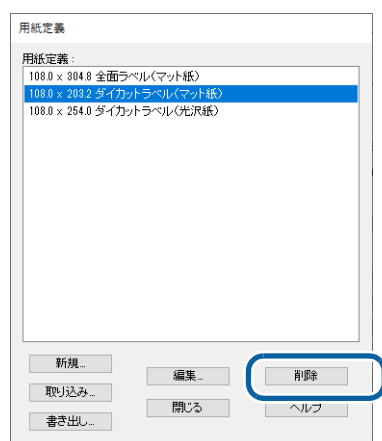 用紙定義
用紙定義：
108.0 x 304.8 全面ラベル(マット紙)
108.0 x 203.2 ダイカットラベル(マット紙)
108.0 x 254.0 ダイカットラベル(光沢紙)
新規...
編集...
削除
取り込み...
閉じる
ヘルプ
書き出し...